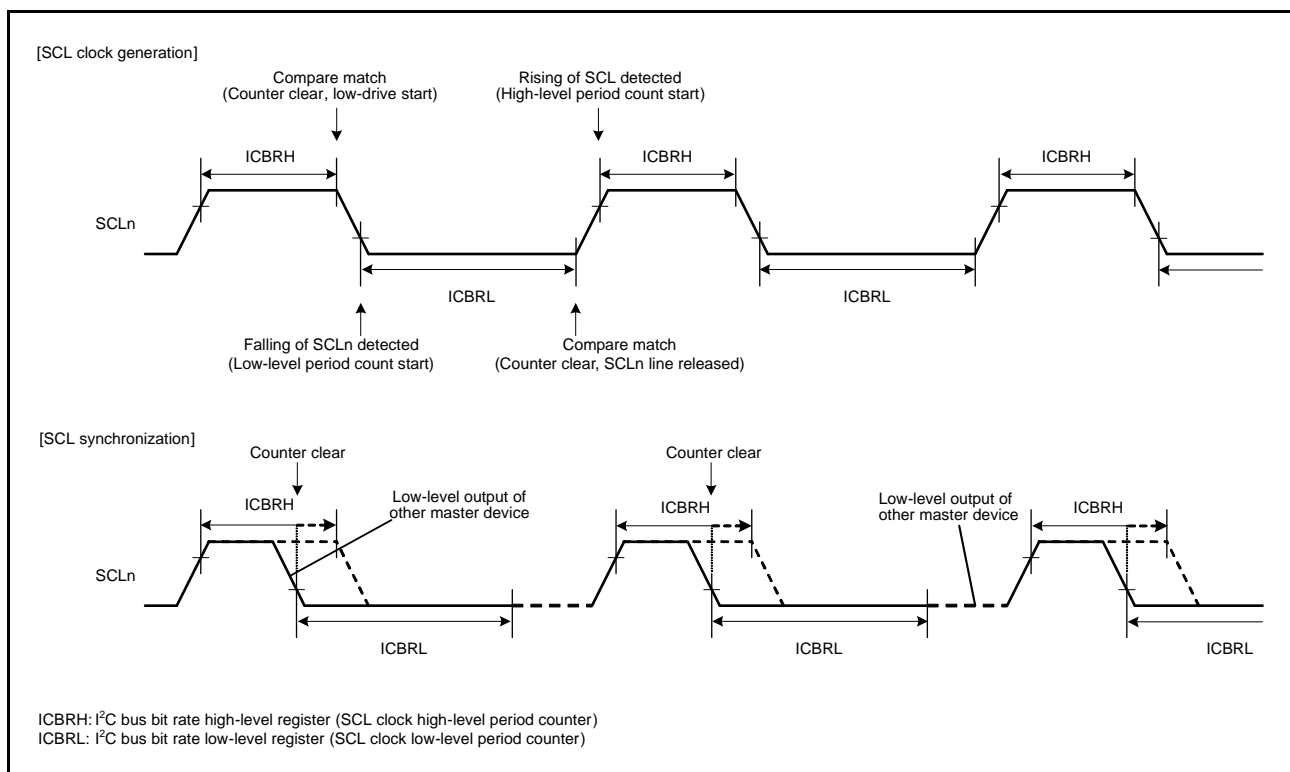 [SCL clock generation]
Compare match
(Counter clear, low-drive start)
Rising of SCL detected
(High-level period count start)
ICBRH
ICBRH
ICBRH
SCLn
ICBRL
ICBRL
Falling of SCLn detected
(Low-level period count start)
Compare match
(Counter clear, SCLn line released)
[SCL synchronization]
Counter clear
Counter clear
ICBRH
Low-level output of
other master device
ICBRH
Low-level output of
other master device
ICBRH
SCLn
ICBRL
ICBRL
ICBRL
ICBRH: I²C bus bit rate high-level register (SCL clock high-level period counter)
ICBRL: I²C bus bit rate low-level register (SCL clock low-level period counter)